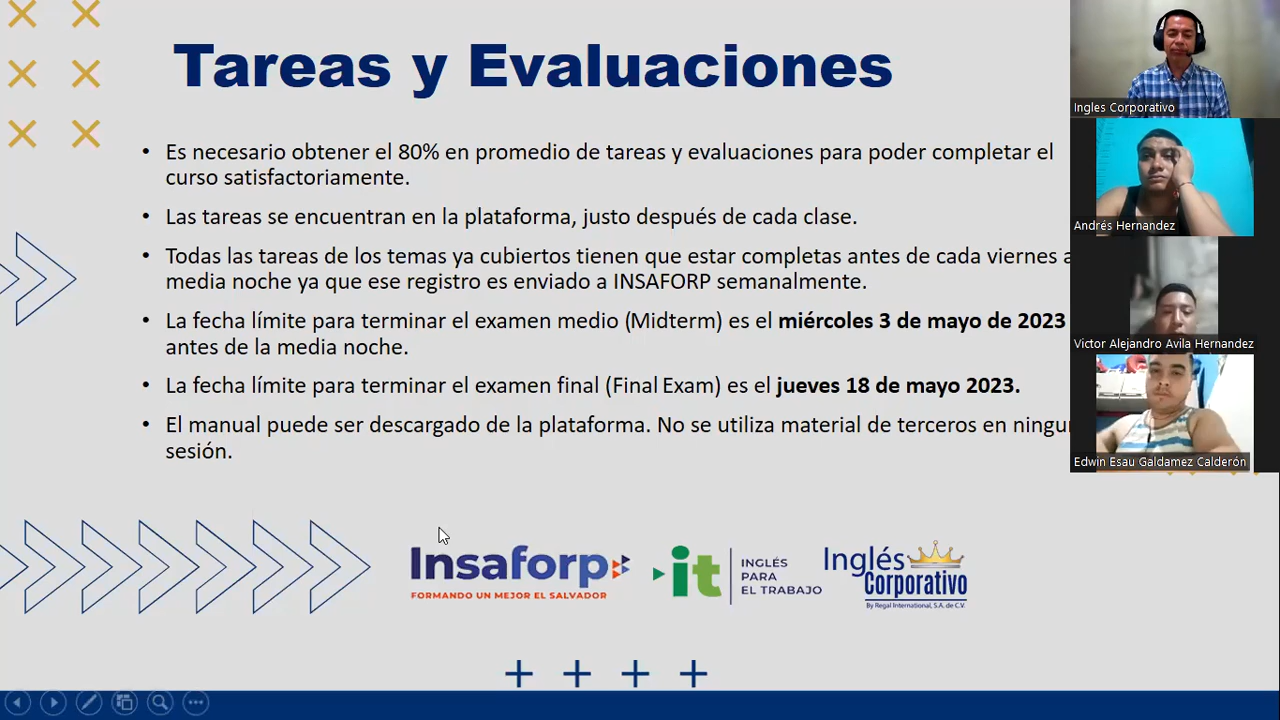 Tareas y Evaluaciones
• Es necesario obtener el 80% en promedio de tareas y evaluaciones para poder completar el
curso satisfactoriamente.
• Las tareas se encuentran en la plataforma, justo después de cada clase.
• Todas las tareas de los temas ya cubiertos tienen que estar completas antes de cada viernes a
media noche ya que ese registro es enviado a INSAFORP semanalmente.
• La fecha límite para terminar el examen medio (Midterm) es el miércoles 3 de mayo de 2023
antes de la media noche.
• La fecha límite para terminar el examen final (Final Exam) es el jueves 18 de mayo 2023.
• El manual puede ser descargado de la plataforma. No se utiliza material de terceros en
sesión.
Insaforp
FORMANDO UN MEJOR EL SALVADOR
it
INGLÉS
PARA
EL TRABAJO
Inglés
Corporativo
By Regal International, S.A. de C.V.
Ingles Corporativo
Andrés Hernandez
Victor Alejandro Avila Hernandez
Edwin Esau Galdamez Calderón